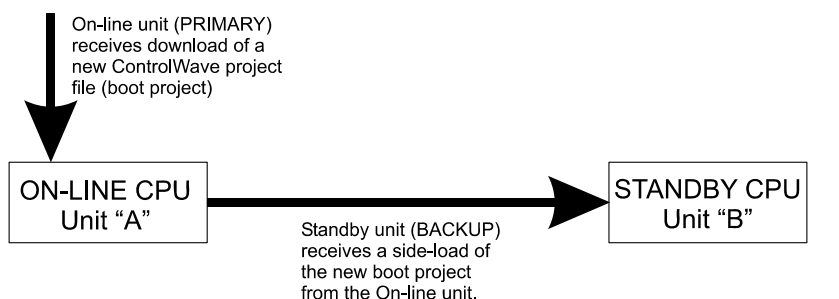 On-line unit (PRIMARY)
receives download of a
new ControlWave project
file (boot project)
ON-LINE CPU
Unit “A”
STANDBY CPU
Unit “B”
Standby unit (BACKUP)
receives a side-load of
the new boot project
from the On-line unit.